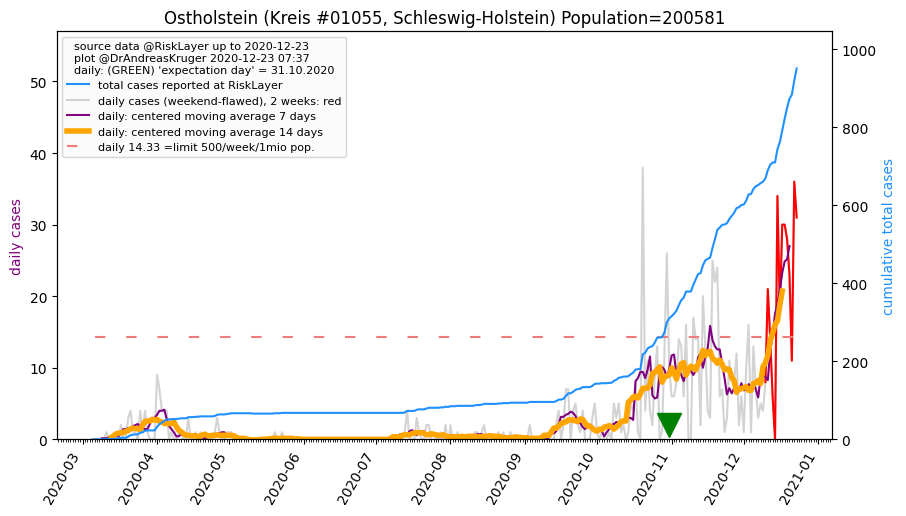 Ostholstein (Kreis #01055, Schleswig-Holstein) Population=200581
source data @RiskLayer up to 2020-12-23
plot @DrAndreasKruger 2020-12-23 07:37
daily: (GREEN) 'expectation day' = 31.10.2020
total cases reported at RiskLayer
daily cases (weekend-flawed), 2 weeks: red
daily: centered moving average 7 days
daily: centered moving average 14 days
daily 14.33 =limit 500/week/1mio pop.
daily cases
50
40
30
20
10
0
cumulative total cases
1000
800
600
400
200
0
2020-03
2020-04
2020-05
2020-06
2020-07
2020-08
2020-09
2020-10
2020-11
2020-12
2021-01